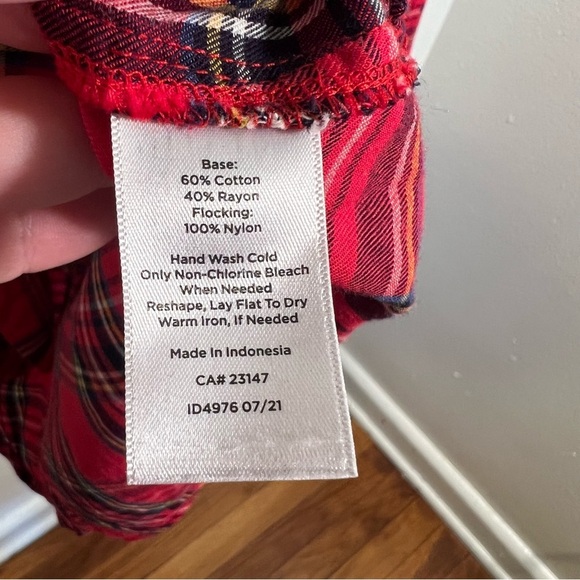 Base:
60% Cotton
40% Rayon
Flocking:
100% Nylon
Hand Wash Cold
Only Non-Chlorine Bleach
When Needed
Reshape, Lay Flat To Dry
Warm Iron, If Needed
Made In Indonesia
CA# 23147
ID4976 07/21